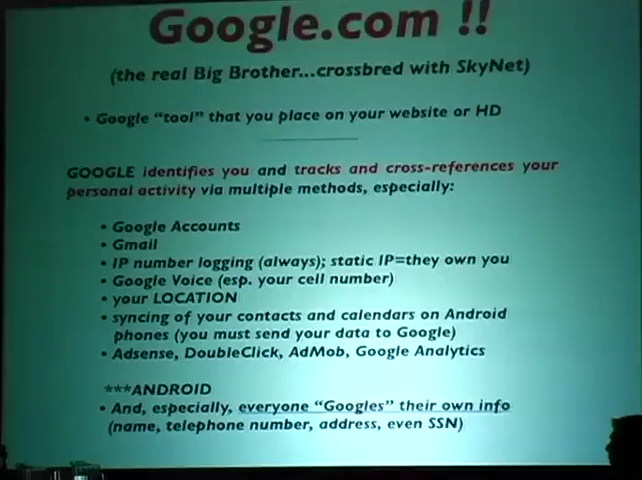 Google.com !!
(the real Big Brother...crossbred with SkyNet)
• Google “tool” that you place on your website or HD
GOOGLE identifies you and tracks and cross-references your
personal activity via multiple methods, especially:
• Google Accounts
• Gmail
• IP number logging (always); static IP=they own you
• Google Voice (esp. your cell number)
• your LOCATION
• syncing of your contacts and calendars on Android
phones (you must send your data to Google)
• Adsense, DoubleClick, AdMob, Google Analytics
***ANDROID
• And, especially, everyone “Googles” their own info
(name, telephone number, address, even SSN)